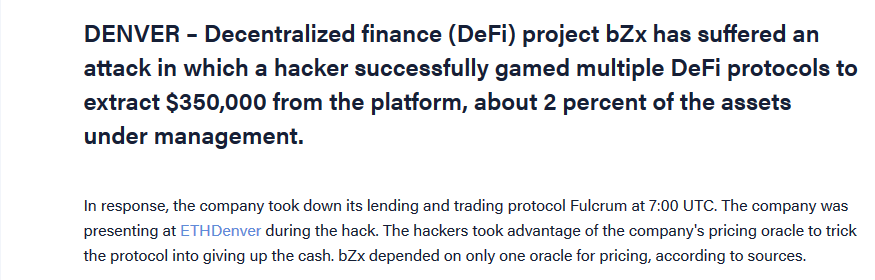 DENVER – Decentralized finance (DeFi) project bZx has suffered an
attack in which a hacker successfully gamed multiple DeFi protocols to
extract $350,000 from the platform, about 2 percent of the assets
under management.
In response, the company took down its lending and trading protocol Fulcrum at 7:00 UTC. The company was
presenting at ETHDenver during the hack. The hackers took advantage of the company's pricing oracle to trick
the protocol into giving up the cash. bZx depended on only one oracle for pricing, according to sources.